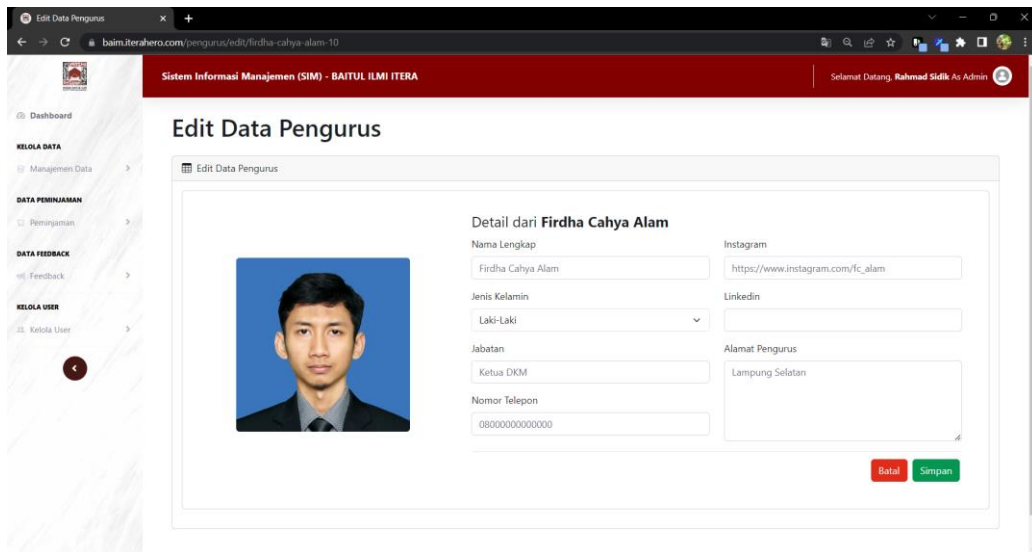 Edit Data Pengurus
baim.iterahero.com/pengurus/edit/firdha-cahya-alam-10
Sistem Informasi Manajemen (SIM) - BAITUL ILMI ITERA
Selamat Datang, Rahmad Sidik As Admin
Dashboard
KELOLA DATA
Manajemen Data
DATA PEMINJAMAN
Peminjaman
DATA FEEDBACK
Feedback
KELOLA USER
Kelola User
Edit Data Pengurus
Edit Data Pengurus
Detail dari Firdha Cahya Alam
Nama Lengkap
Firdha Cahya Alam
Jenis Kelamin
Laki-Laki
Jabatan
Ketua DKM
Nomor Telepon
08000000000000
Instagram
https://www.instagram.com/fc_alam
Linkedin
Alamat Pengurus
Lampung Selatan
Batal Simpan